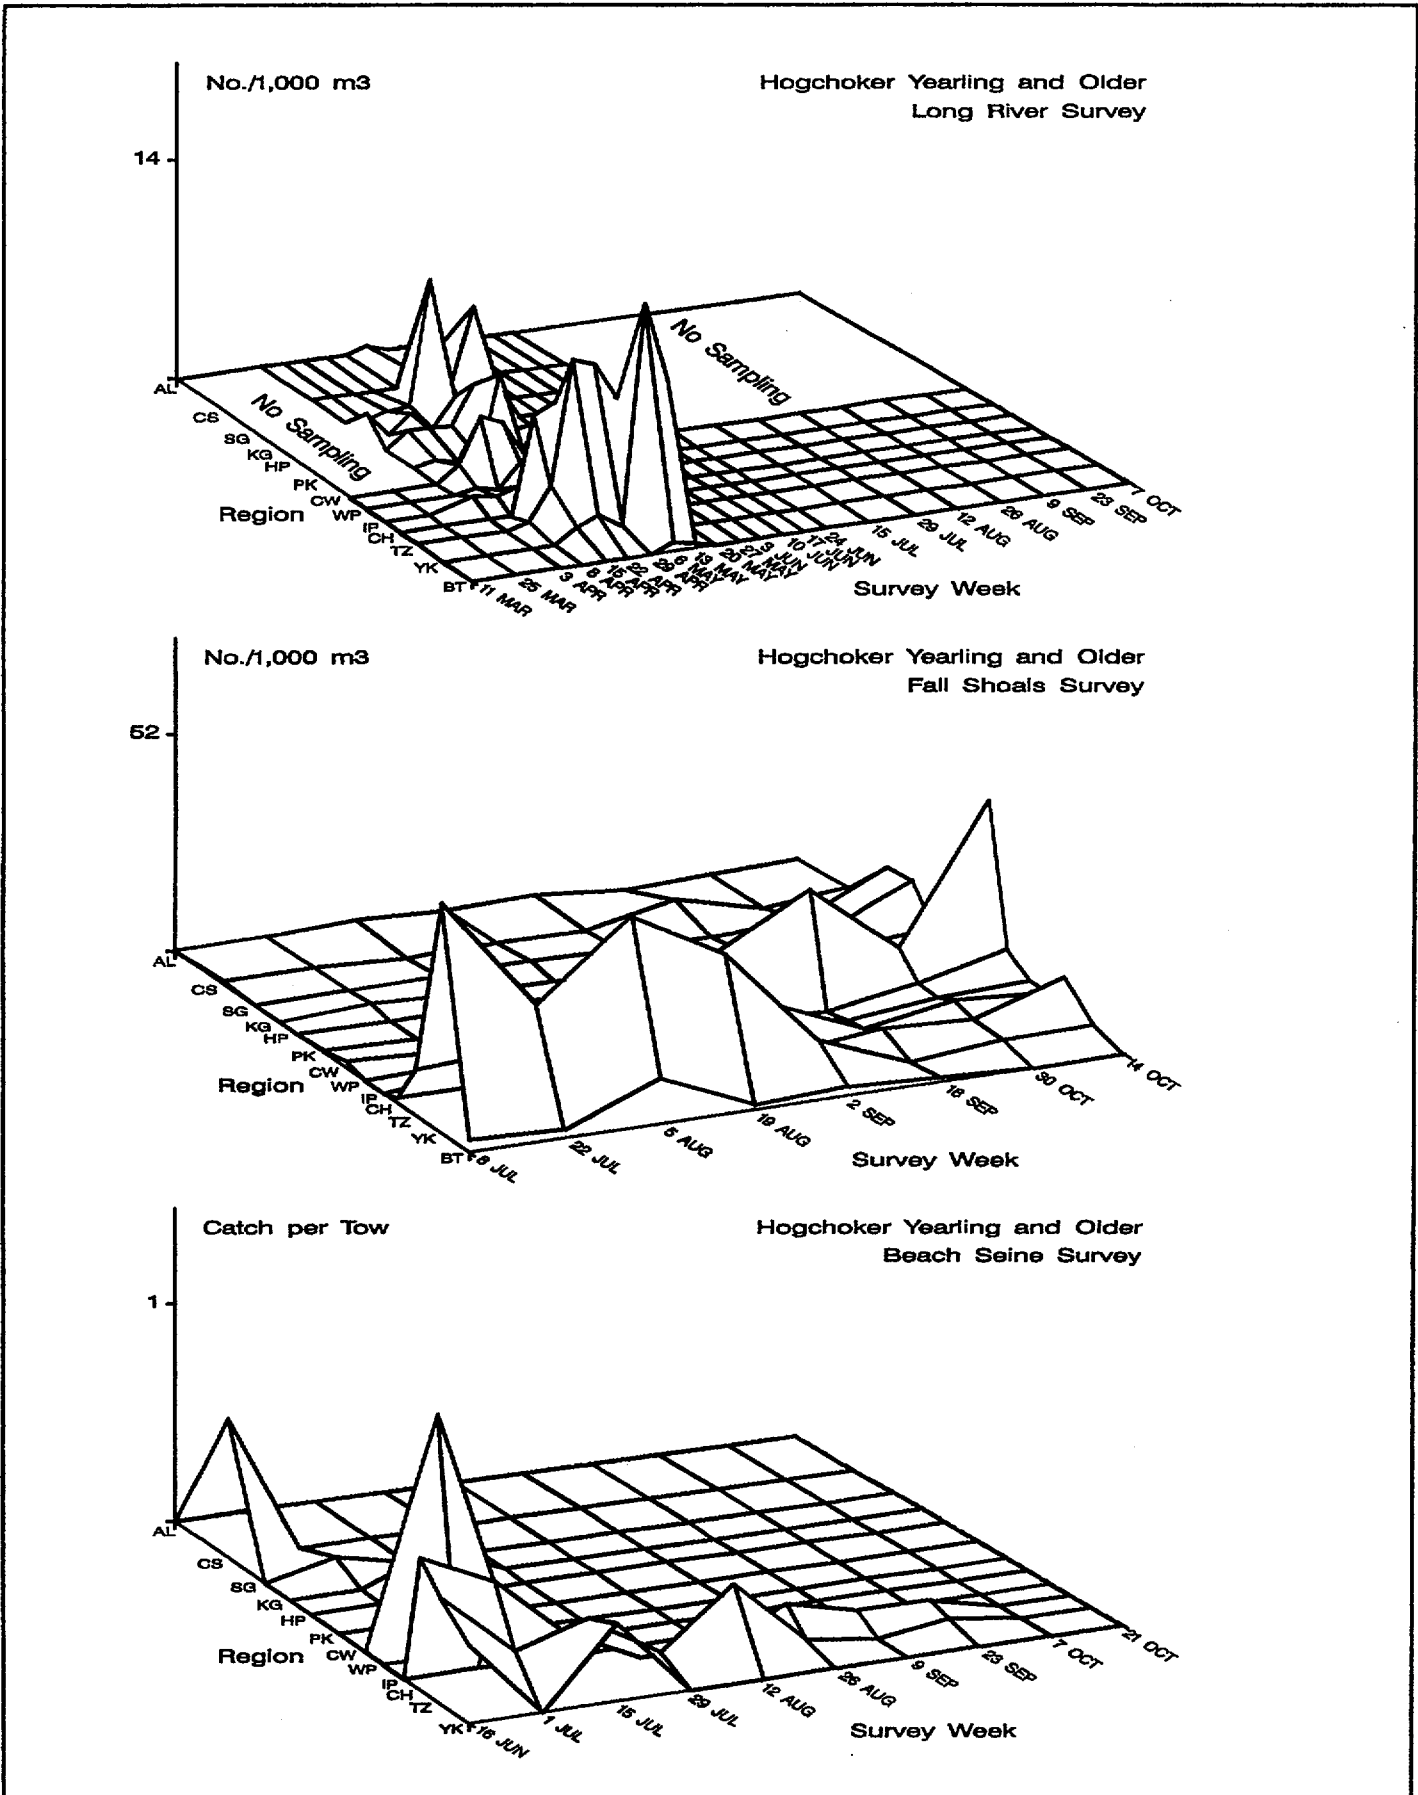 No./1,000 m3
Hogchoker Yearling and Older
Long River Survey
14
No Sampling
No Sampling
AL
CS
SG
KG
HP
PK
CW
WP
IP
CH
TZ
YK
BT
Region
11 MAR
25 MAR
3 APR
8 APR
15 APR
22 APR
29 APR
6 MAY
13 MAY
20 MAY
27 MAY
3 JUN
10 JUN
17 JUN
24 JUN
15 JUL
29 JUL
12 AUG
26 AUG
9 SEP
23 SEP
7 OCT
Survey Week
No./1,000 m3
Hogchoker Yearling and Older
Fall Shoals Survey
52
AL
CS
SG
KG
HP
PK
CW
WP
IP
CH
TZ
YK
BT
Region
8 JUL
22 JUL
5 AUG
19 AUG
2 SEP
16 SEP
30 OCT
14 OCT
Survey Week
Catch per Tow
Hogchoker Yearling and Older
Beach Seine Survey
1
AL
CS
SG
KG
HP
PK
CW
WP
IP
CH
TZ
YK
Region
16 JUN
1 JUL
15 JUL
29 JUL
12 AUG
26 AUG
9 SEP
23 SEP
7 OCT
21 OCT
Survey Week